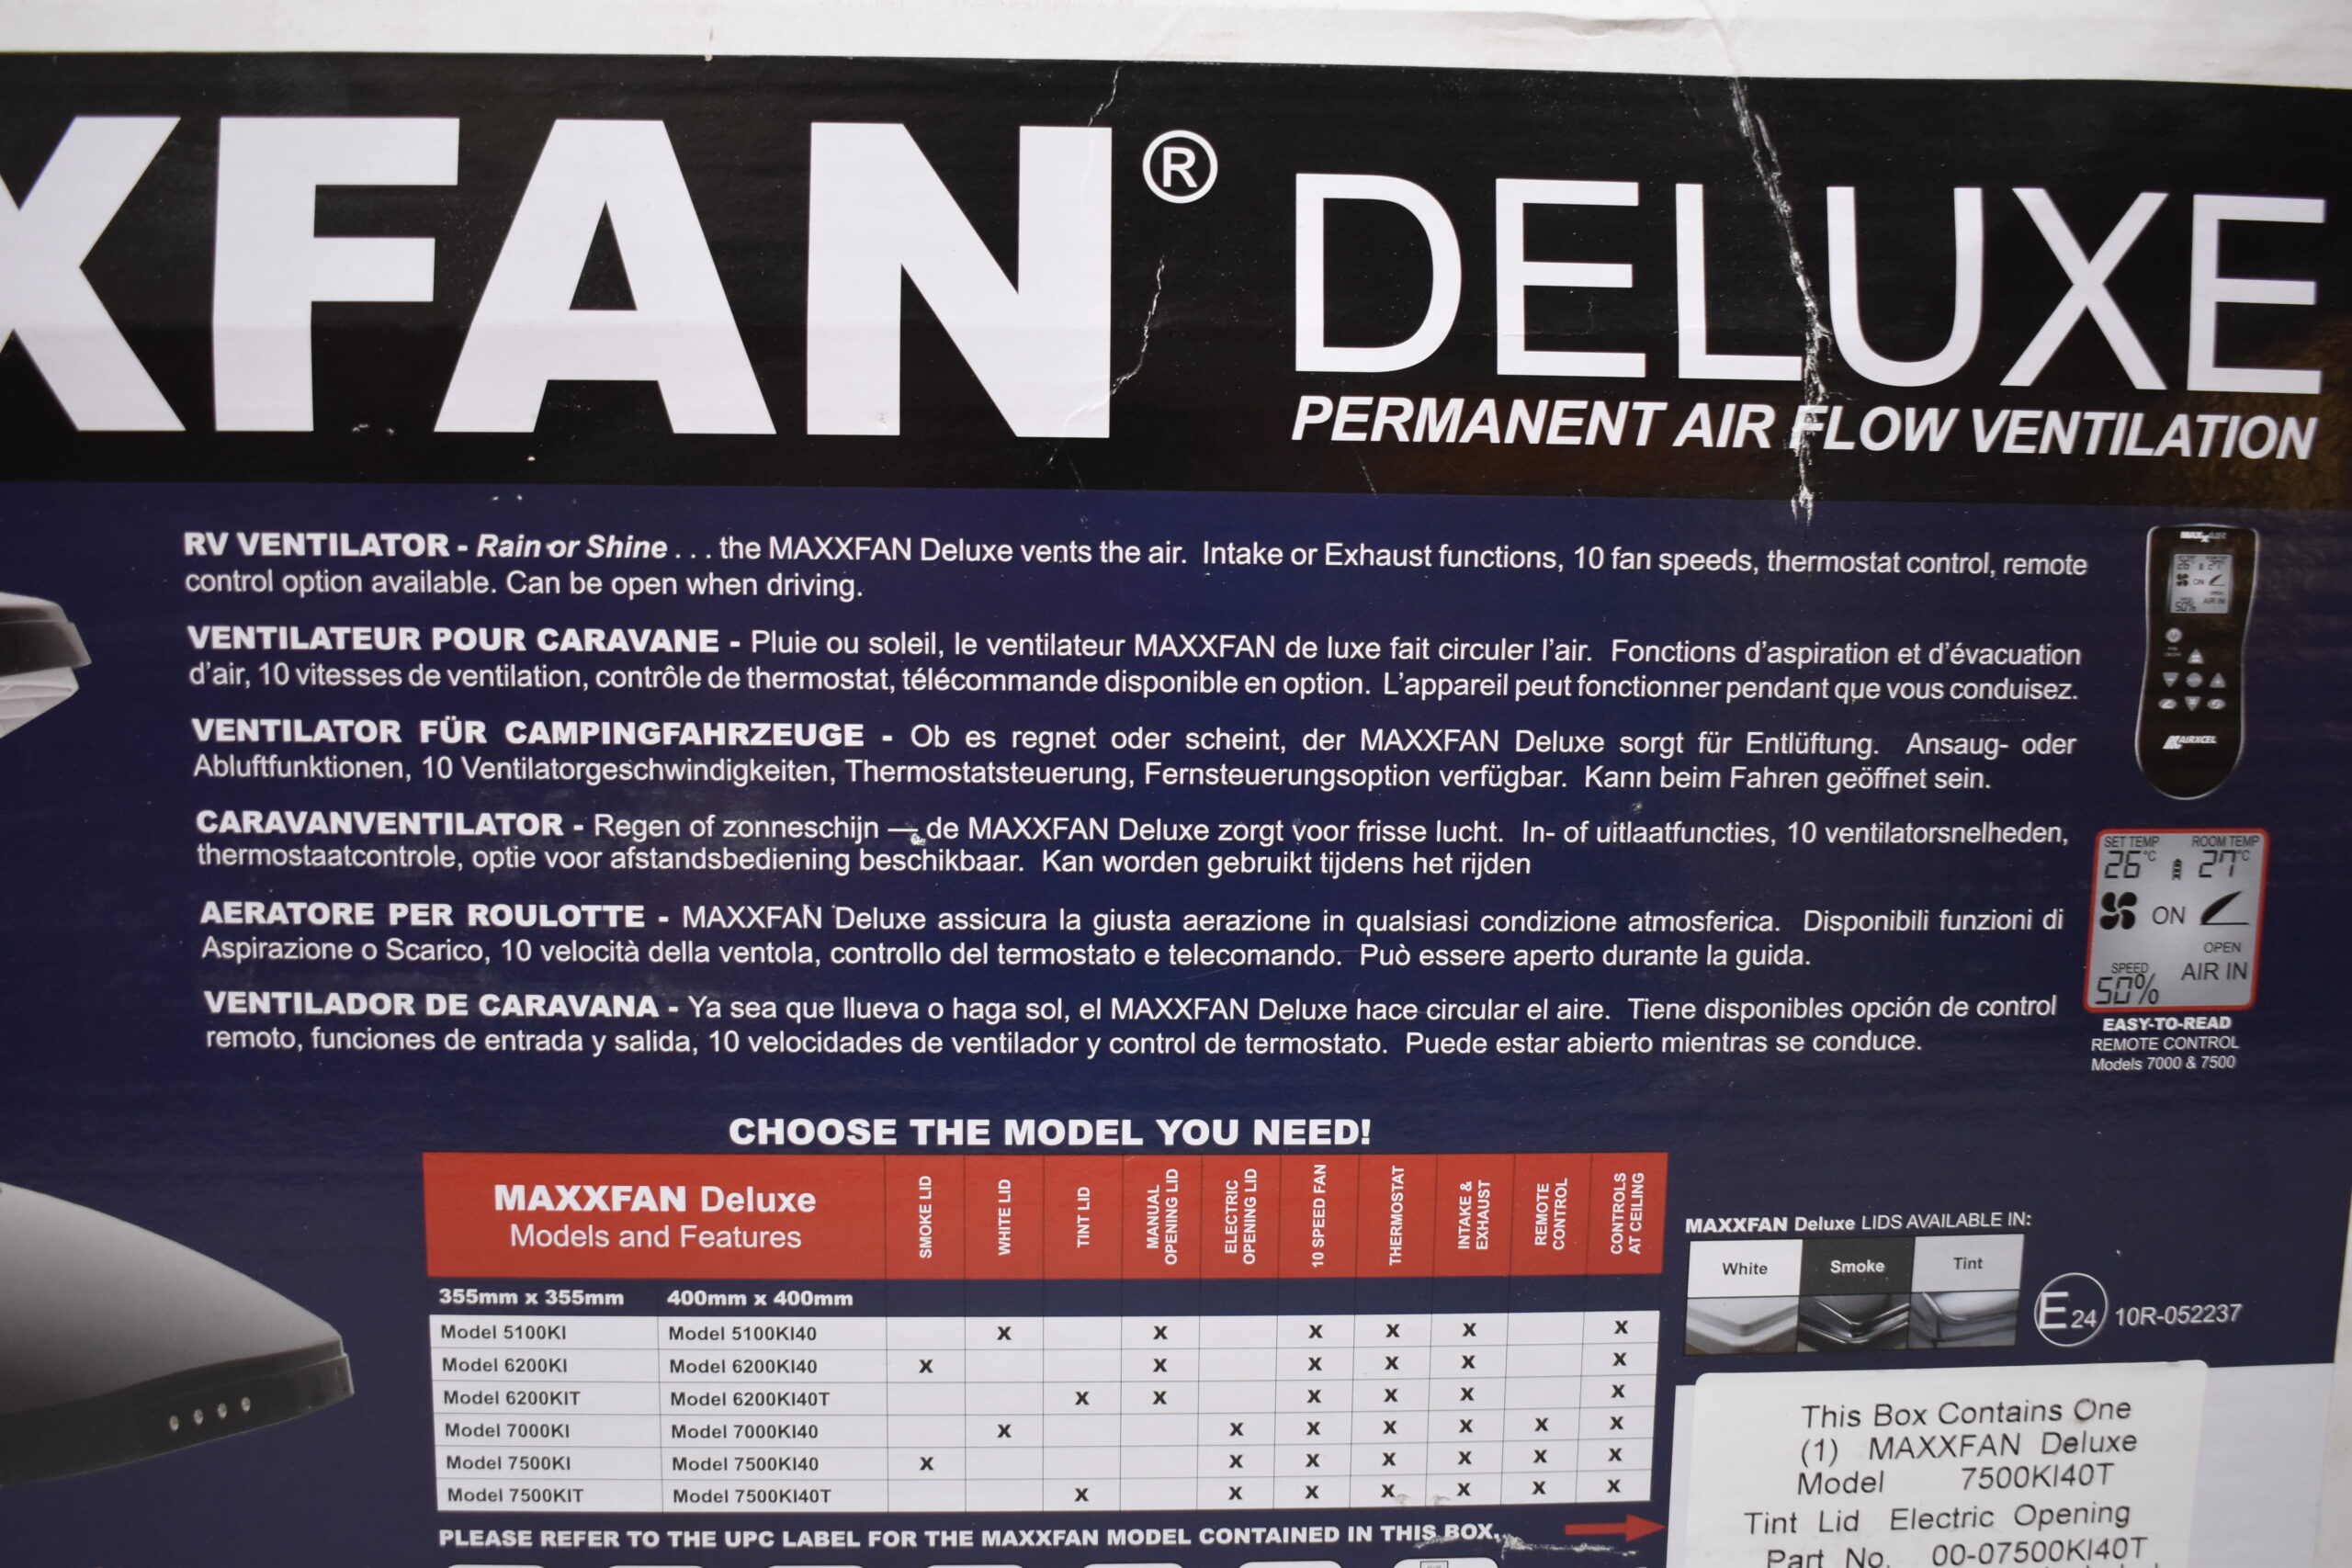 XFAN® DELUXE
PERMANENT AIR FLOW VENTILATION
RV VENTILATOR - Rain or Shine . . . the MAXXFAN Deluxe vents the air. Intake or Exhaust functions, 10 fan speeds, thermostat control, remote
control option available. Can be open when driving.
VENTILATEUR POUR CARAVANE - Pluie ou soleil, le ventilateur MAXXFAN de luxe fait circuler l'air. Fonctions d'aspiration et d'évacuation
d'air, 10 vitesses de ventilation, contrôle de thermostat, télécommande disponible en option. L'appareil peut fonctionner pendant que vous conduisez.
VENTILATOR FÜR CAMPINGFAHRZEUGE - Ob es regnet oder scheint, der MAXXFAN Deluxe sorgt für Entlüftung. Ansaug- oder
Abluftfunktionen, 10 Ventilatorgeschwindigkeiten, Thermostatsteuerung, Fernsteuerungsoption verfügbar. Kann beim Fahren geöffnet sein.
CARAVANVENTILATOR - Regen of zonneschijn — de MAXXFAN Deluxe zorgt voor frisse lucht. In- of uitlaatfuncties, 10 ventilatorsnelheden,
thermostaatcontrole, optie voor afstandsbediening beschikbaar. Kan worden gebruikt tijdens het rijden
AERATORE PER ROULOTTE - MAXXFAN Deluxe assicura la giusta aerazione in qualsiasi condizione atmosferica. Disponibili funzioni di
Aspirazione o Scarico, 10 velocità della ventola, controllo del termostato e telecomando. Può essere aperto durante la guida.
VENTILADOR DE CARAVANA - Ya sea que llueva o haga sol, el MAXXFAN Deluxe hace circular el aire. Tiene disponibles opción de control
remoto, funciones de entrada y salida, 10 velocidades de ventilador y control de termostato. Puede estar abierto mientras se conduce.
26 27
ON
50% AIR IN
AIRXCEL
SET TEMP ROOM TEMP
26°C 27°C
ON
OPEN
SPEED AIR IN
50%
EASY-TO-READ
REMOTE CONTROL
Models 7000 & 7500
CHOOSE THE MODEL YOU NEED!
MAXXFAN Deluxe
Models and Features
SMOKE LID
WHITE LID
TINT LID
MANUAL
OPENING LID
ELECTRIC
OPENING LID
10 SPEED FAN
THERMOSTAT
INTAKE &
EXHAUST
REMOTE
CONTROL
CONTROLS
AT CEILING
355mm x 355mm 400mm x 400mm
Model 5100KI Model 5100KI40 X X X X X X
Model 6200KI Model 6200KI40 X X X X X X
Model 6200KIT Model 6200KI40T X X X X X X
Model 7000KI Model 7000KI40 X X X X X X X
Model 7500KI Model 7500KI40 X X X X X X X
Model 7500KIT Model 7500KI40T X X X X X X X
PLEASE REFER TO THE UPC LABEL FOR THE MAXXFAN MODEL CONTAINED IN THIS BOX.
MAXXFAN Deluxe LIDS AVAILABLE IN:
White Smoke Tint
E24 10R-052237
This Box Contains One
(1) MAXXFAN Deluxe
Model 7500KI40T
Tint Lid Electric Opening
Part No. 00-07500KI40T